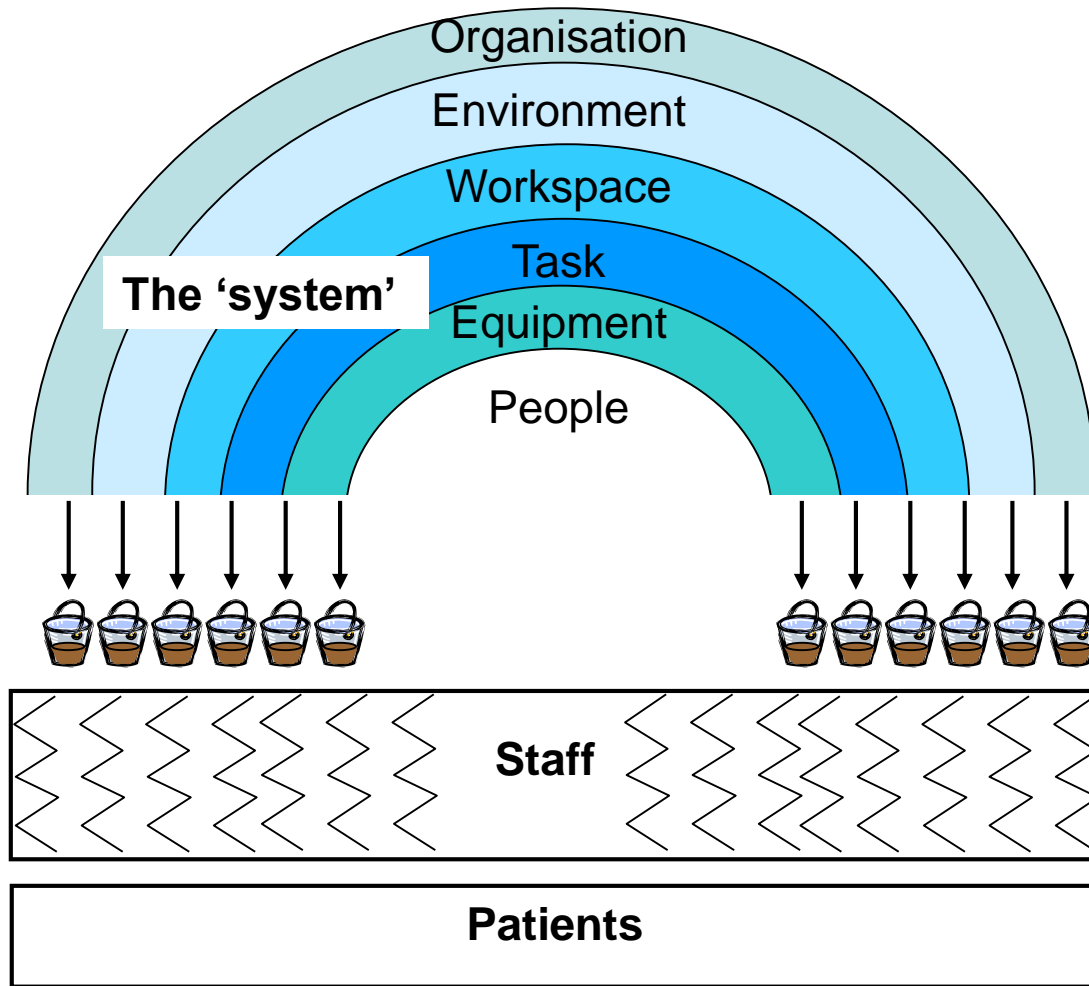 Organisation
Environment
Workspace
Task
The ‘system’
Equipment
People
Staff
Patients